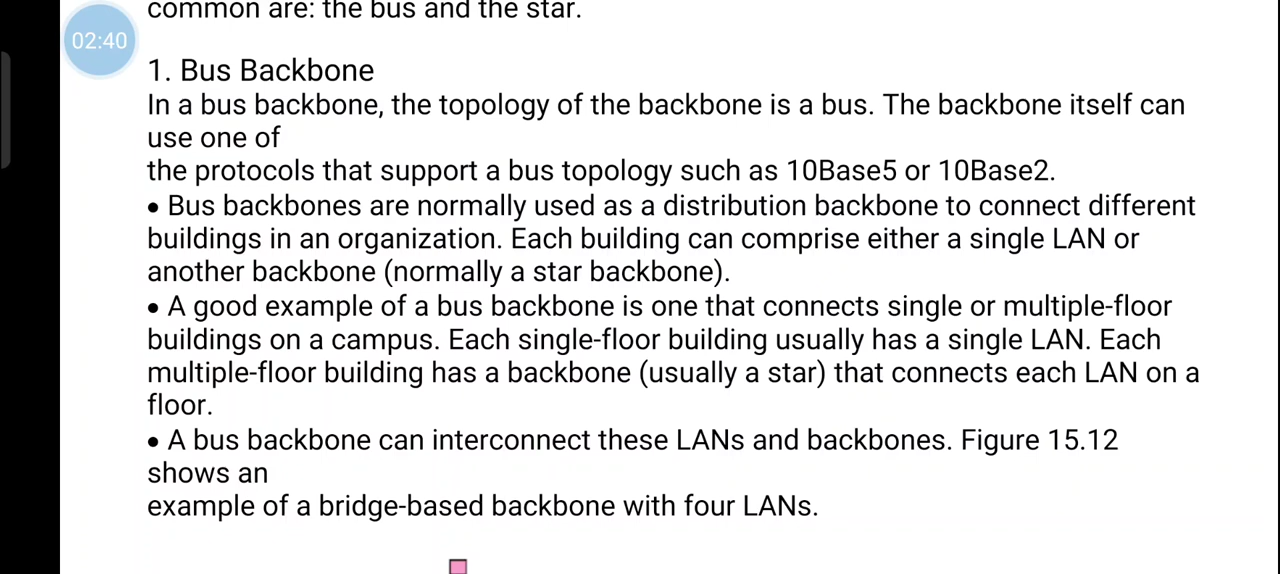 common are: the bus and the star.
02:40
1. Bus Backbone
In a bus backbone, the topology of the backbone is a bus. The backbone itself can
use one of
the protocols that support a bus topology such as 10Base5 or 10Base2.
• Bus backbones are normally used as a distribution backbone to connect different
buildings in an organization. Each building can comprise either a single LAN or
another backbone (normally a star backbone).
• A good example of a bus backbone is one that connects single or multiple-floor
buildings on a campus. Each single-floor building usually has a single LAN. Each
multiple-floor building has a backbone (usually a star) that connects each LAN on a
floor.
• A bus backbone can interconnect these LANs and backbones. Figure 15.12
shows an
example of a bridge-based backbone with four LANs.